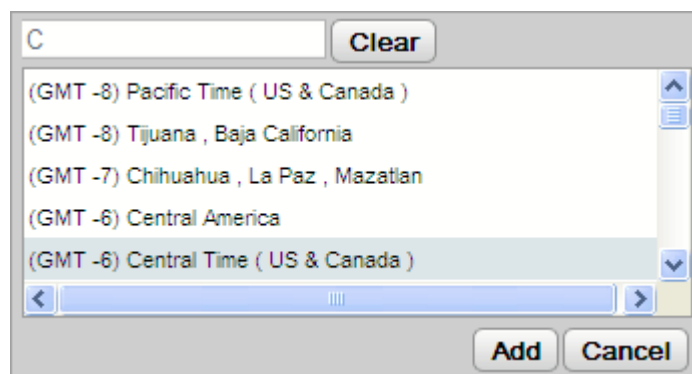 C Clear
(GMT -8) Pacific Time ( US & Canada )
(GMT -8) Tijuana , Baja California
(GMT -7) Chihuahua , La Paz , Mazatlan
(GMT -6) Central America
(GMT -6) Central Time ( US & Canada )
Add Cancel